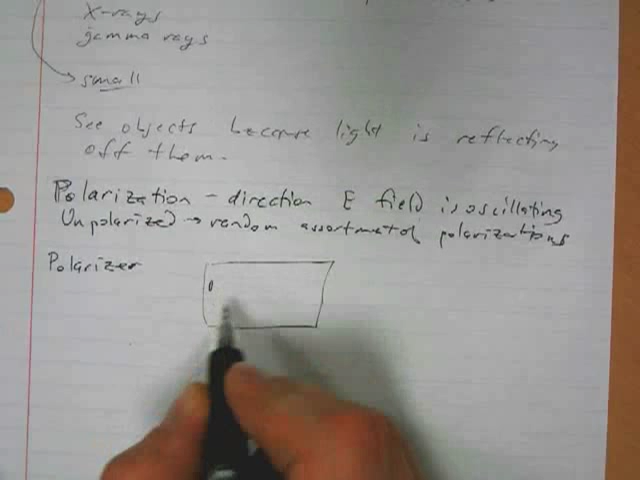 X-rays
gamma rays
small
See objects because light is reflecting
off them.
Polarization - direction E field is oscillating
Unpolarized → random assortment of polarizations
Polarizer